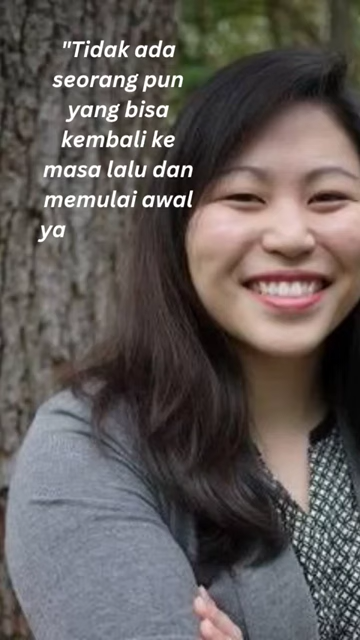 "Tidak ada
seorang pun
yang bisa
kembali ke
masa lalu dan
memulai awal
ya